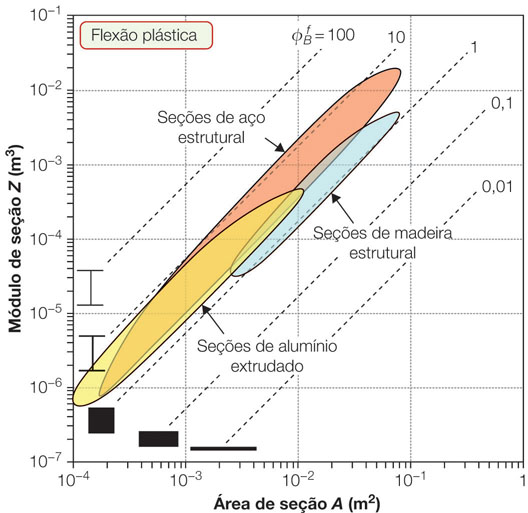 Flexão plástica
ϕ_B^f = 100
10
1
0,1
0,01
Seções de aço
estrutural
Seções de madeira
estrutural
Seções de alumínio
extrudado
Módulo de seção Z (m³)
10⁻¹
10⁻²
10⁻³
10⁻⁴
10⁻⁵
10⁻⁶
10⁻⁷
10⁻⁴
10⁻³
10⁻²
10⁻¹
1
Área de seção A (m²)